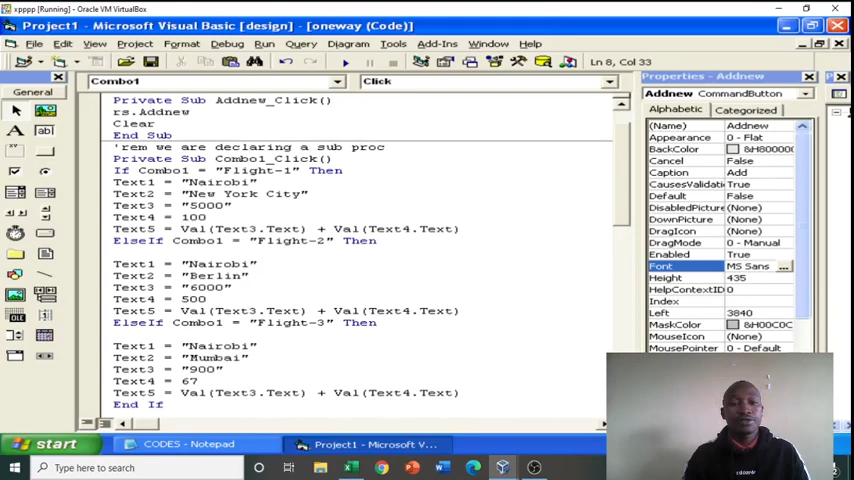 xpppp [Running] - Oracle VM VirtualBox
Project1 - Microsoft Visual Basic [design] - [oneway (Code)]
File Edit View Project Format Debug Run Query Diagram Tools Add-Ins Window Help
Ln 8, Col 33
General
Combo1 Click
Private Sub Addnew_Click()
rs.Addnew
Clear
End Sub
'rem we are declaring a sub proc
Private Sub Combo1_Click()
If Combo1 = "Flight-1" Then
Text1 = "Nairobi"
Text2 = "New York City"
Text3 = "5000"
Text4 = 100
Text5 = Val(Text3.Text) + Val(Text4.Text)
ElseIf Combo1 = "Flight-2" Then
Text1 = "Nairobi"
Text2 = "Berlin"
Text3 = "6000"
Text4 = 500
Text5 = Val(Text3.Text) + Val(Text4.Text)
ElseIf Combo1 = "Flight-3" Then
Text1 = "Nairobi"
Text2 = "Mumbai"
Text3 = "900"
Text4 = 67
Text5 = Val(Text3.Text) + Val(Text4.Text)
End If
Properties - Addnew
Addnew CommandButton
Alphabetic Categorized
(Name) Addnew
Appearance 0 - Flat
BackColor &H800000
Cancel False
Caption Add
CausesValidati True
Default False
DisabledPicture (None)
DownPicture (None)
DragIcon (None)
DragMode 0 - Manual
Enabled True
Font MS Sans ...
Height 435
HelpContextID 0
Index
Left 3840
MaskColor &H00C0C
MouseIcon (None)
MousePointer 0 - Default
start
CODES - Notepad
Project1 - Microsoft V...
Type here to search